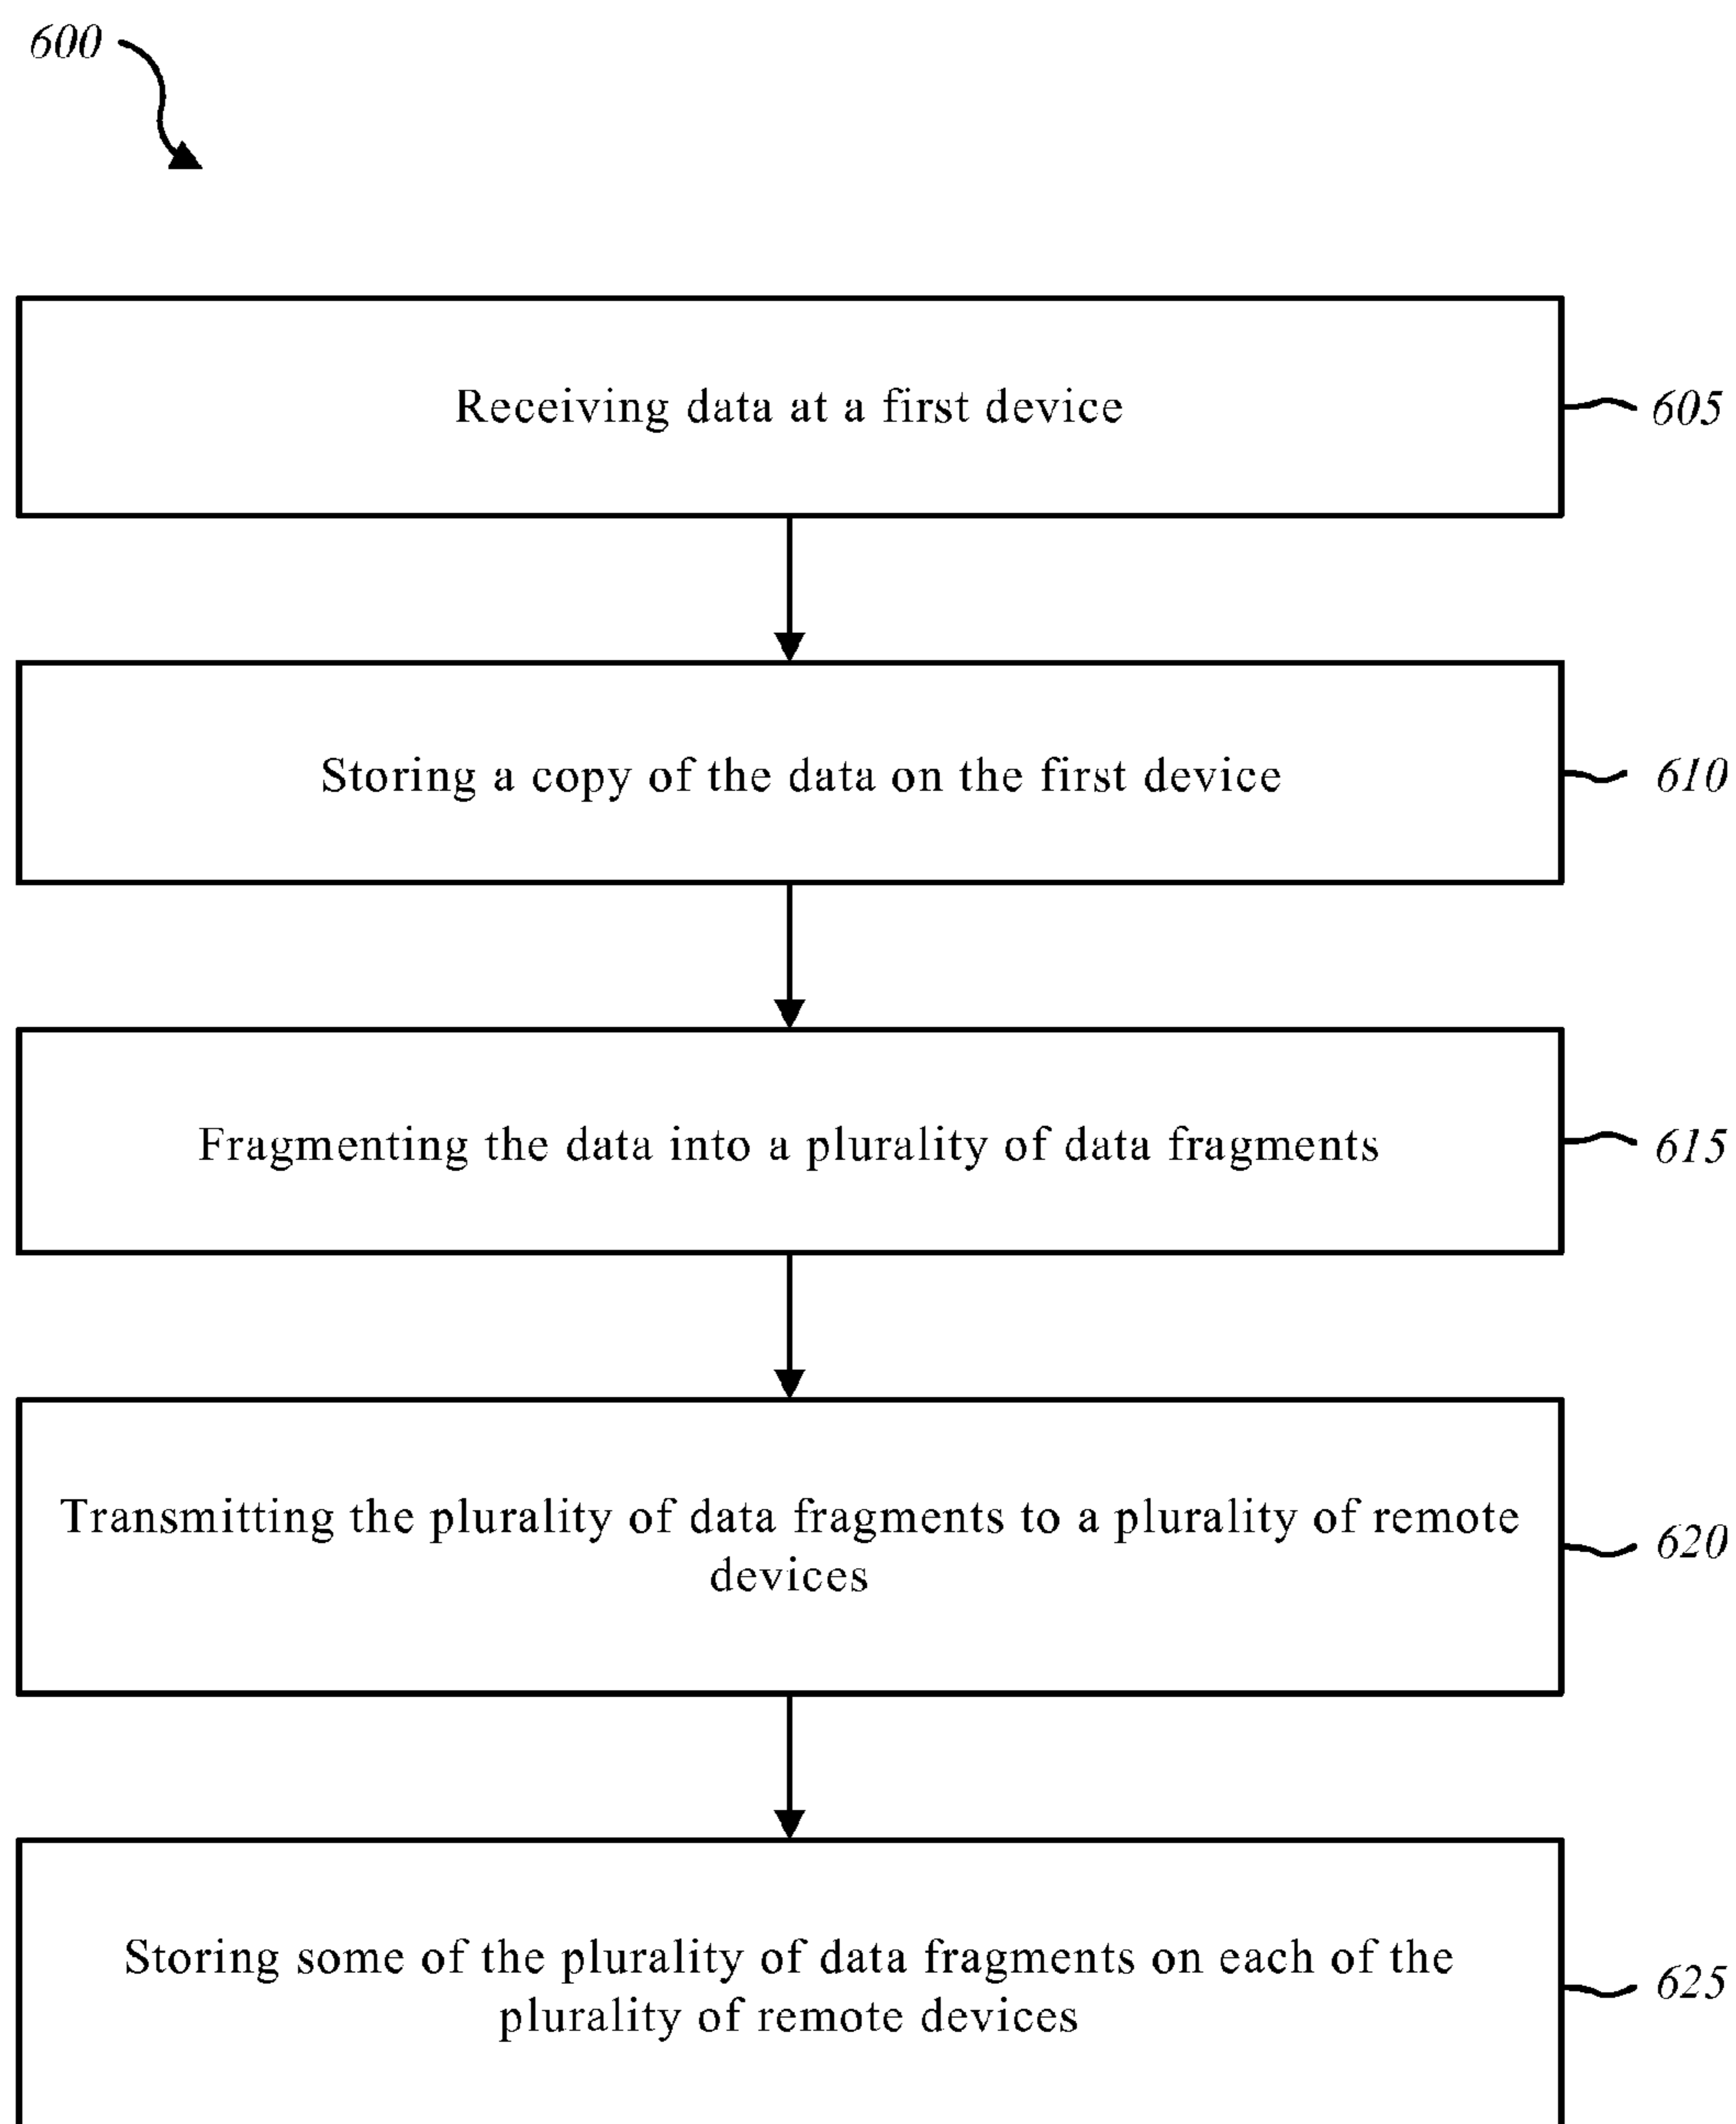 600
Receiving data at a first device
605
Storing a copy of the data on the first device
610
Fragmenting the data into a plurality of data fragments
615
Transmitting the plurality of data fragments to a plurality of remote
devices
620
Storing some of the plurality of data fragments on each of the
plurality of remote devices
625